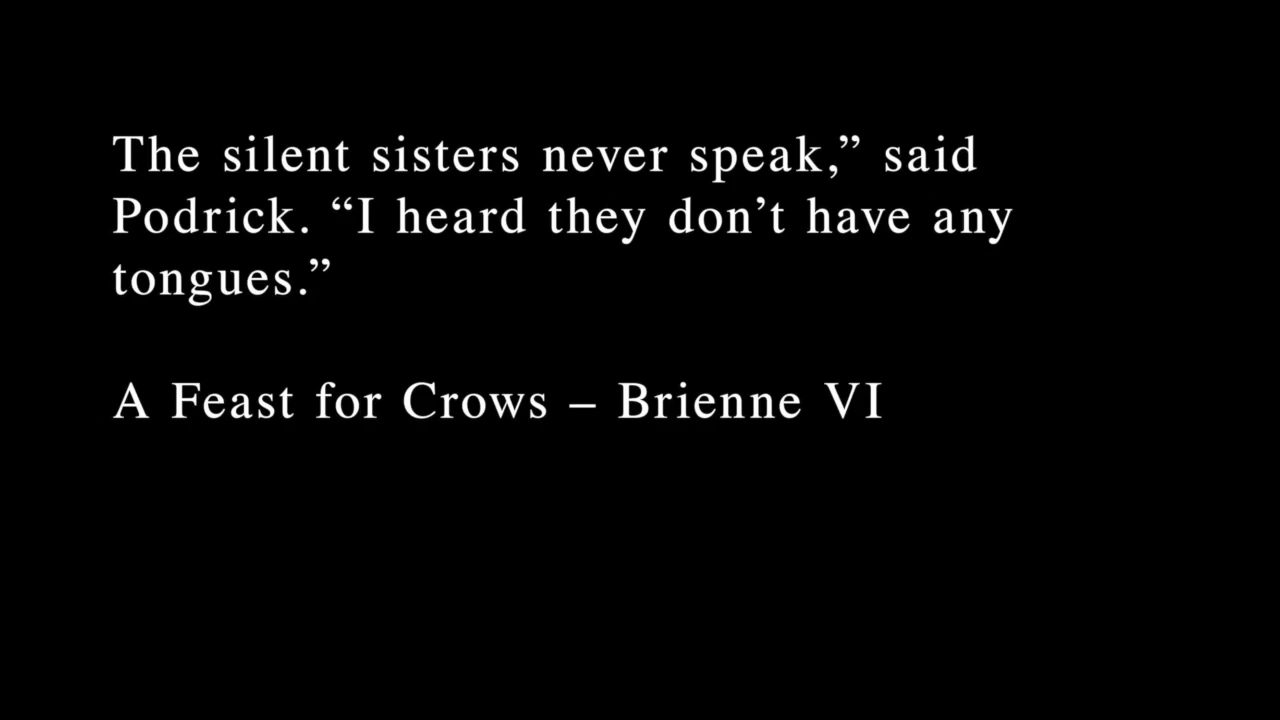 The silent sisters never speak,” said
Podrick. “I heard they don’t have any
tongues.”
A Feast for Crows – Brienne VI